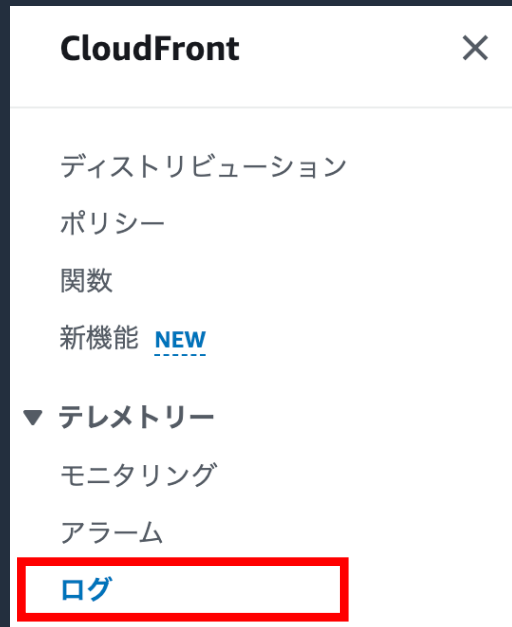 CloudFront
ディストリビューション
ポリシー
関数
新機能 NEW
テレメトリー
モニタリング
アラーム
ログ